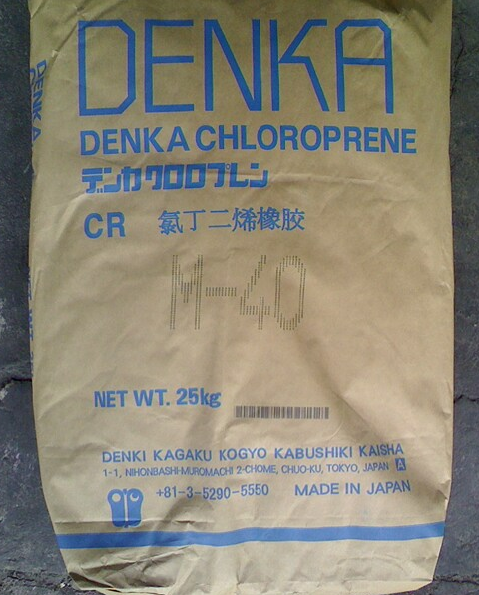 DENKA
DENKA CHLOROPRENE
デンカクロロプレン
CR 氯丁二烯橡胶
M-40
NET WT. 25kg
DENKI KAGAKU KOGYO KABUSHIKI KAISHA
1-1, NIHONBASHI-MUROMACHI 2-CHOME, CHUO-KU, TOKYO, JAPAN A
+81-3-5290-5550 MADE IN JAPAN